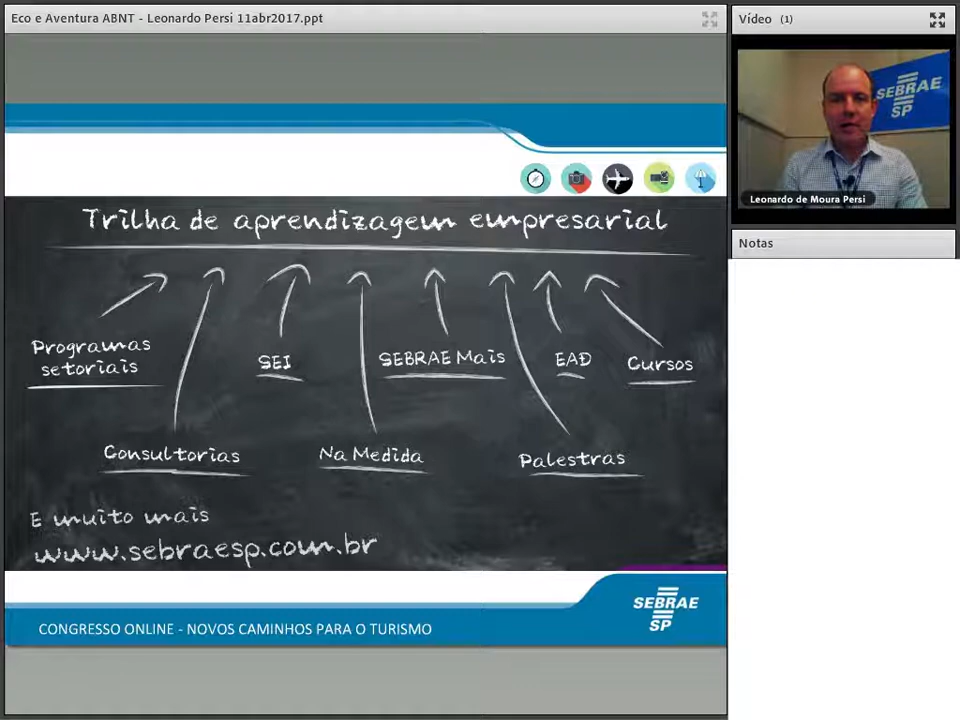 Eco e Aventura ABNT - Leonardo Persi 11abr2017.ppt
Vídeo (1)
SEBRAE
SP
Leonardo de Moura Persi
Notas
Trilha de aprendizagem empresarial
Programas
setoriais
SEI
SEBRAE Mais
EAD
Cursos
Consultorias
Na Medida
Palestras
E muito mais
www.sebraesp.com.br
SEBRAE
SP
CONGRESSO ONLINE - NOVOS CAMINHOS PARA O TURISMO